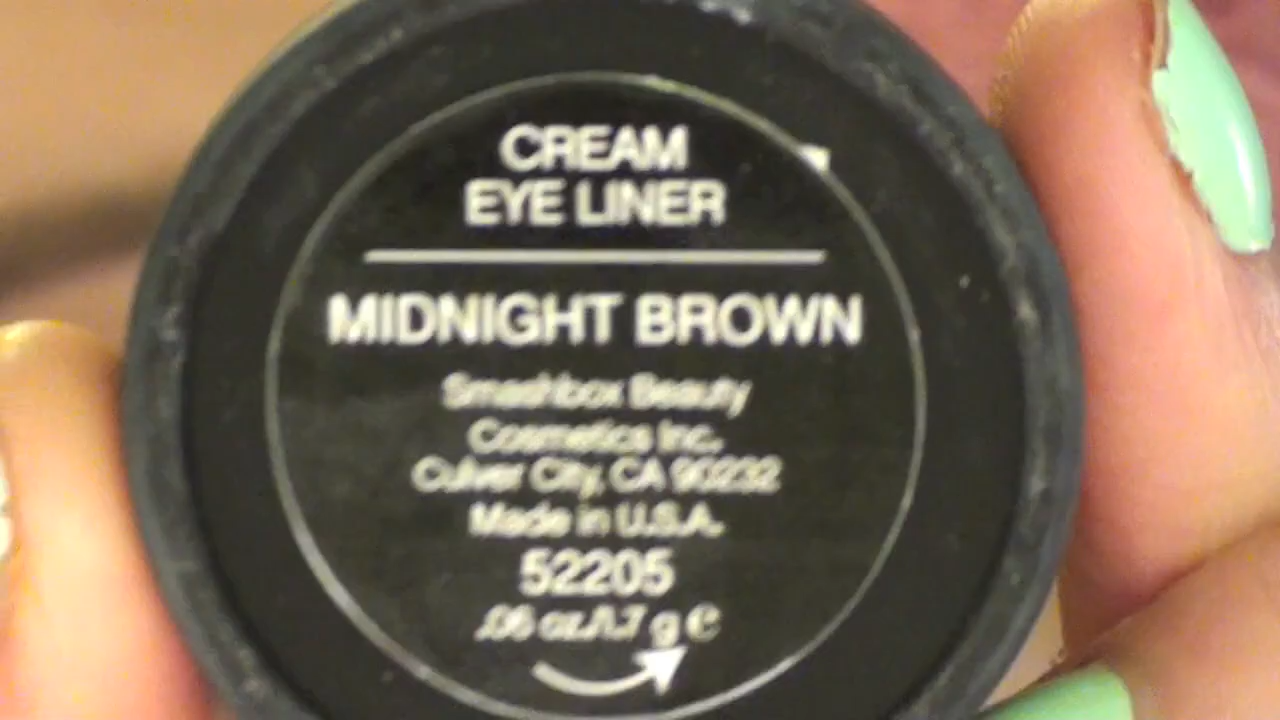 CREAM
EYE LINER
MIDNIGHT BROWN
Smashbox Beauty
Cosmetics Inc.
Culver City, CA 90232
Made in U.S.A.
52205
.06 oz./1.7 g e